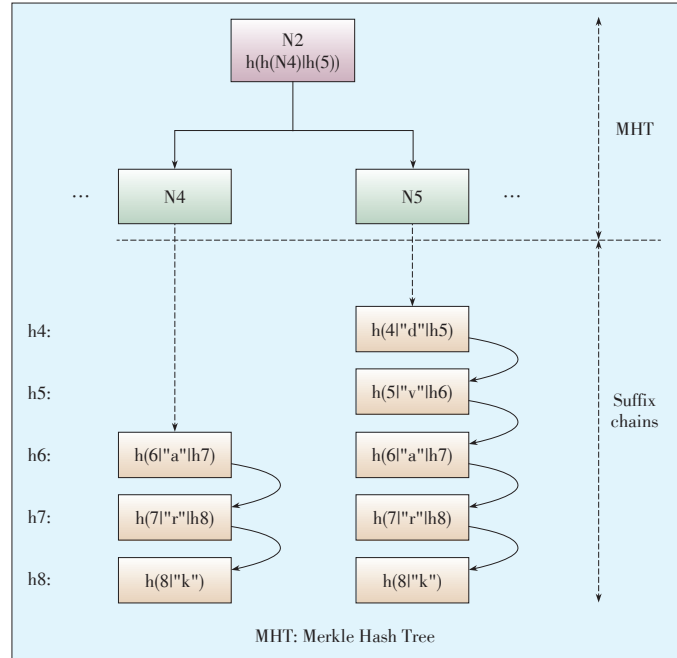 N2
h(h(N4)|h(5))
MHT
... N4 N5 ...
h4: h(4|"d"|h5)
h5: h(5|"v"|h6)
Suffix
chains
h6: h(6|"a"|h7) h(6|"a"|h7)
h7: h(7|"r"|h8) h(7|"r"|h8)
h8: h(8|"k") h(8|"k")
MHT: Merkle Hash Tree